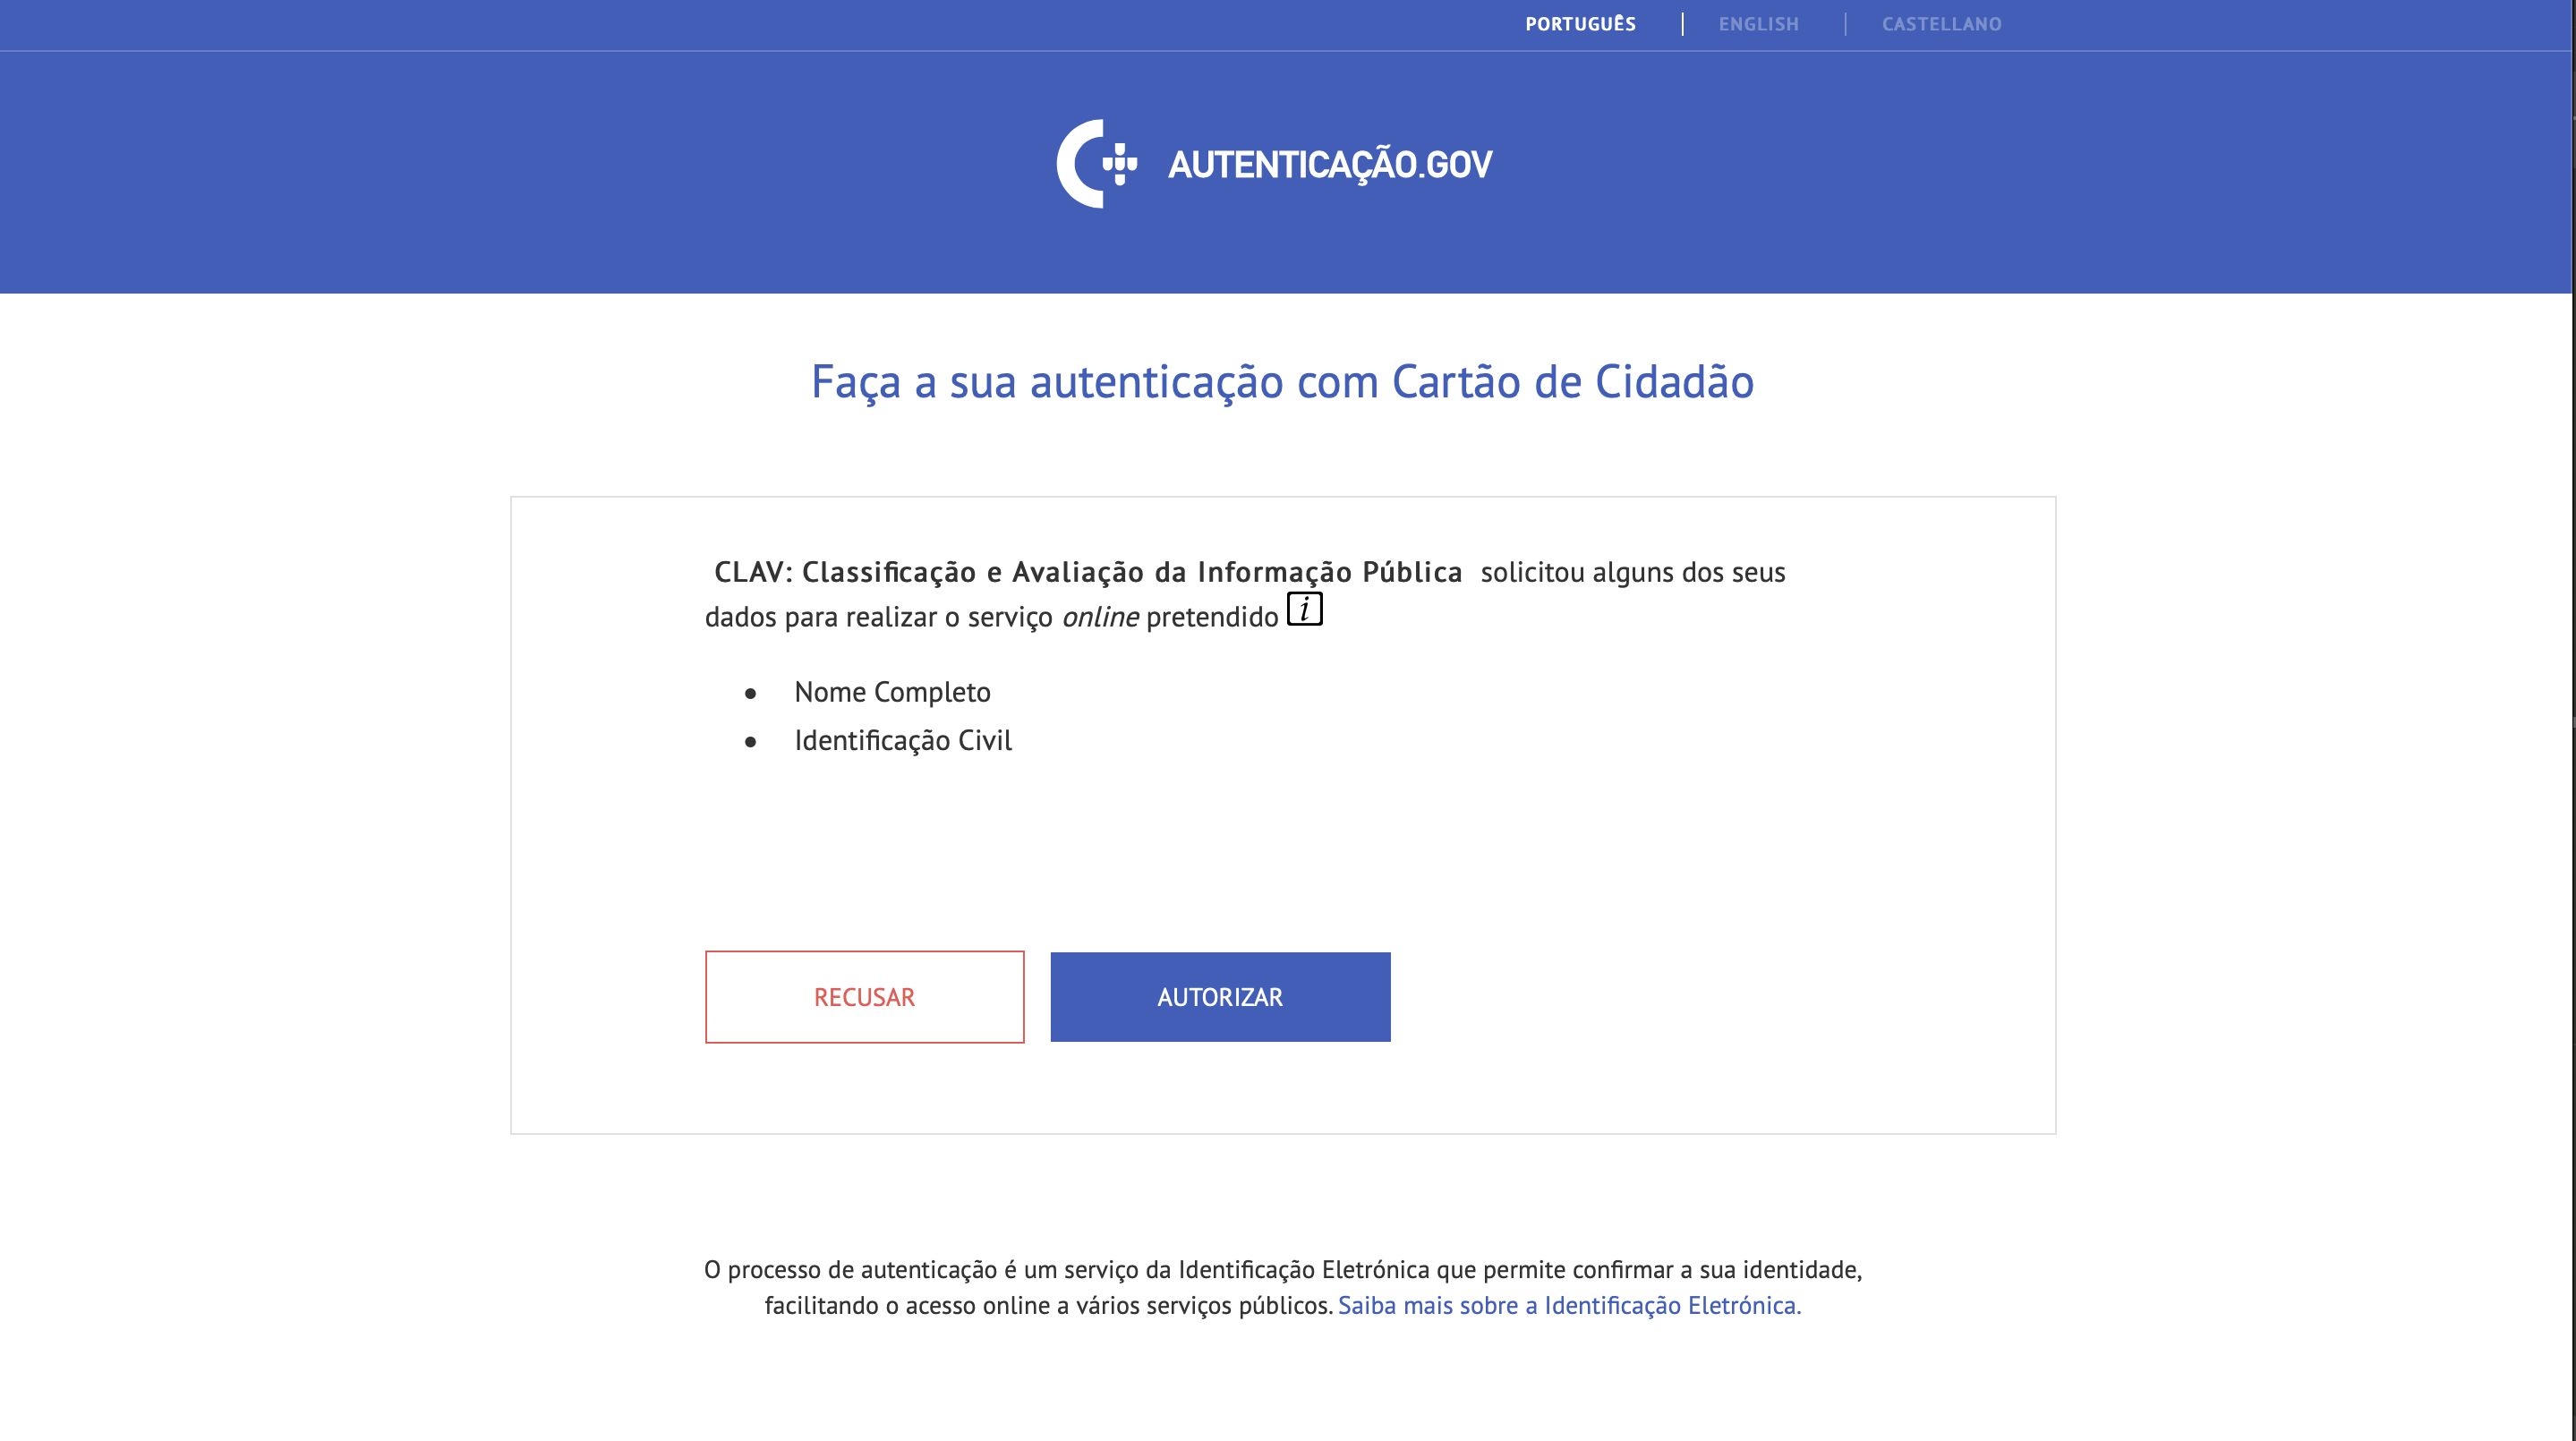 PORTUGUÊS | ENGLISH | CASTELLANO
AUTENTICAÇÃO.GOV
Faça a sua autenticação com Cartão de Cidadão
CLAV: Classificação e Avaliação da Informação Pública solicitou alguns dos seus
dados para realizar o serviço online pretendido i
• Nome Completo
• Identificação Civil
RECUSAR AUTORIZAR
O processo de autenticação é um serviço da Identificação Eletrónica que permite confirmar a sua identidade,
facilitando o acesso online a vários serviços públicos. Saiba mais sobre a Identificação Eletrónica.